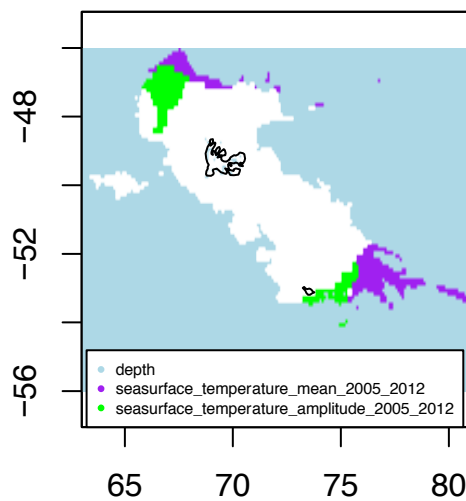 −48
−52
−56
depth
seasurface_temperature_mean_2005_2012
seasurface_temperature_amplitude_2005_2012
65 70 75 80